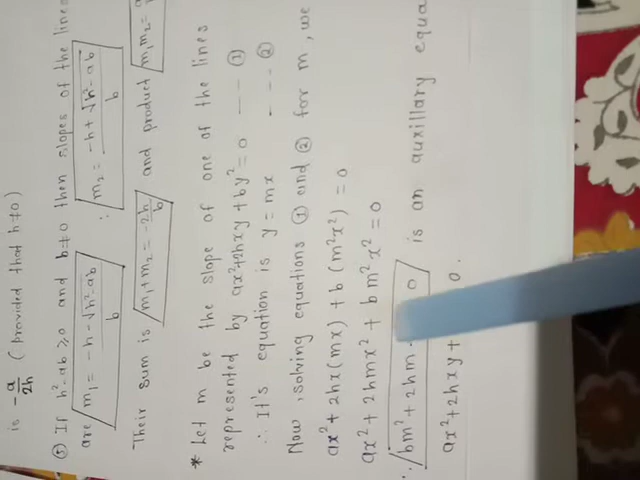 is -a/2h (provided that h≠0)
⑤ If h²-ab ≥0 and b≠0 then slopes of the lines
are m₁ = -h-√h²-ab / b ; m₂ = -h+√h²-ab / b
Their sum is m₁+m₂ = -2h/b and product m₁m₂ =
* Let m be the slope of one of the lines
represented by ax²+2hxy+by²=0 --- ①
∴ It's equation is y=mx --- ②
Now, solving equations ① and ② for m, we
ax²+2hx(mx)+b(m²x²)=0
ax²+2hmx²+bm²x²=0
∴ bm²+2hm 0 is an auxillary equa
ax²+2hxy+ 0.